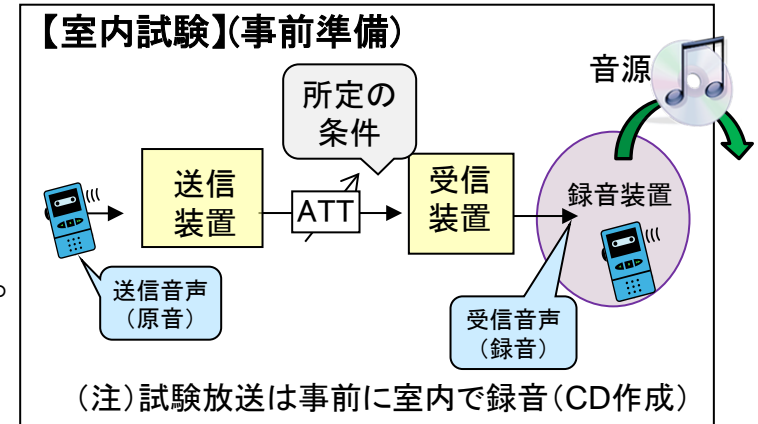 【室内試験】(事前準備)
音源
所定の
条件
送信
装置
ATT
受信
装置
録音装置
。
送信音声
（原音）
受信音声
（録音）
（注）試験放送は事前に室内で録音（CD作成）